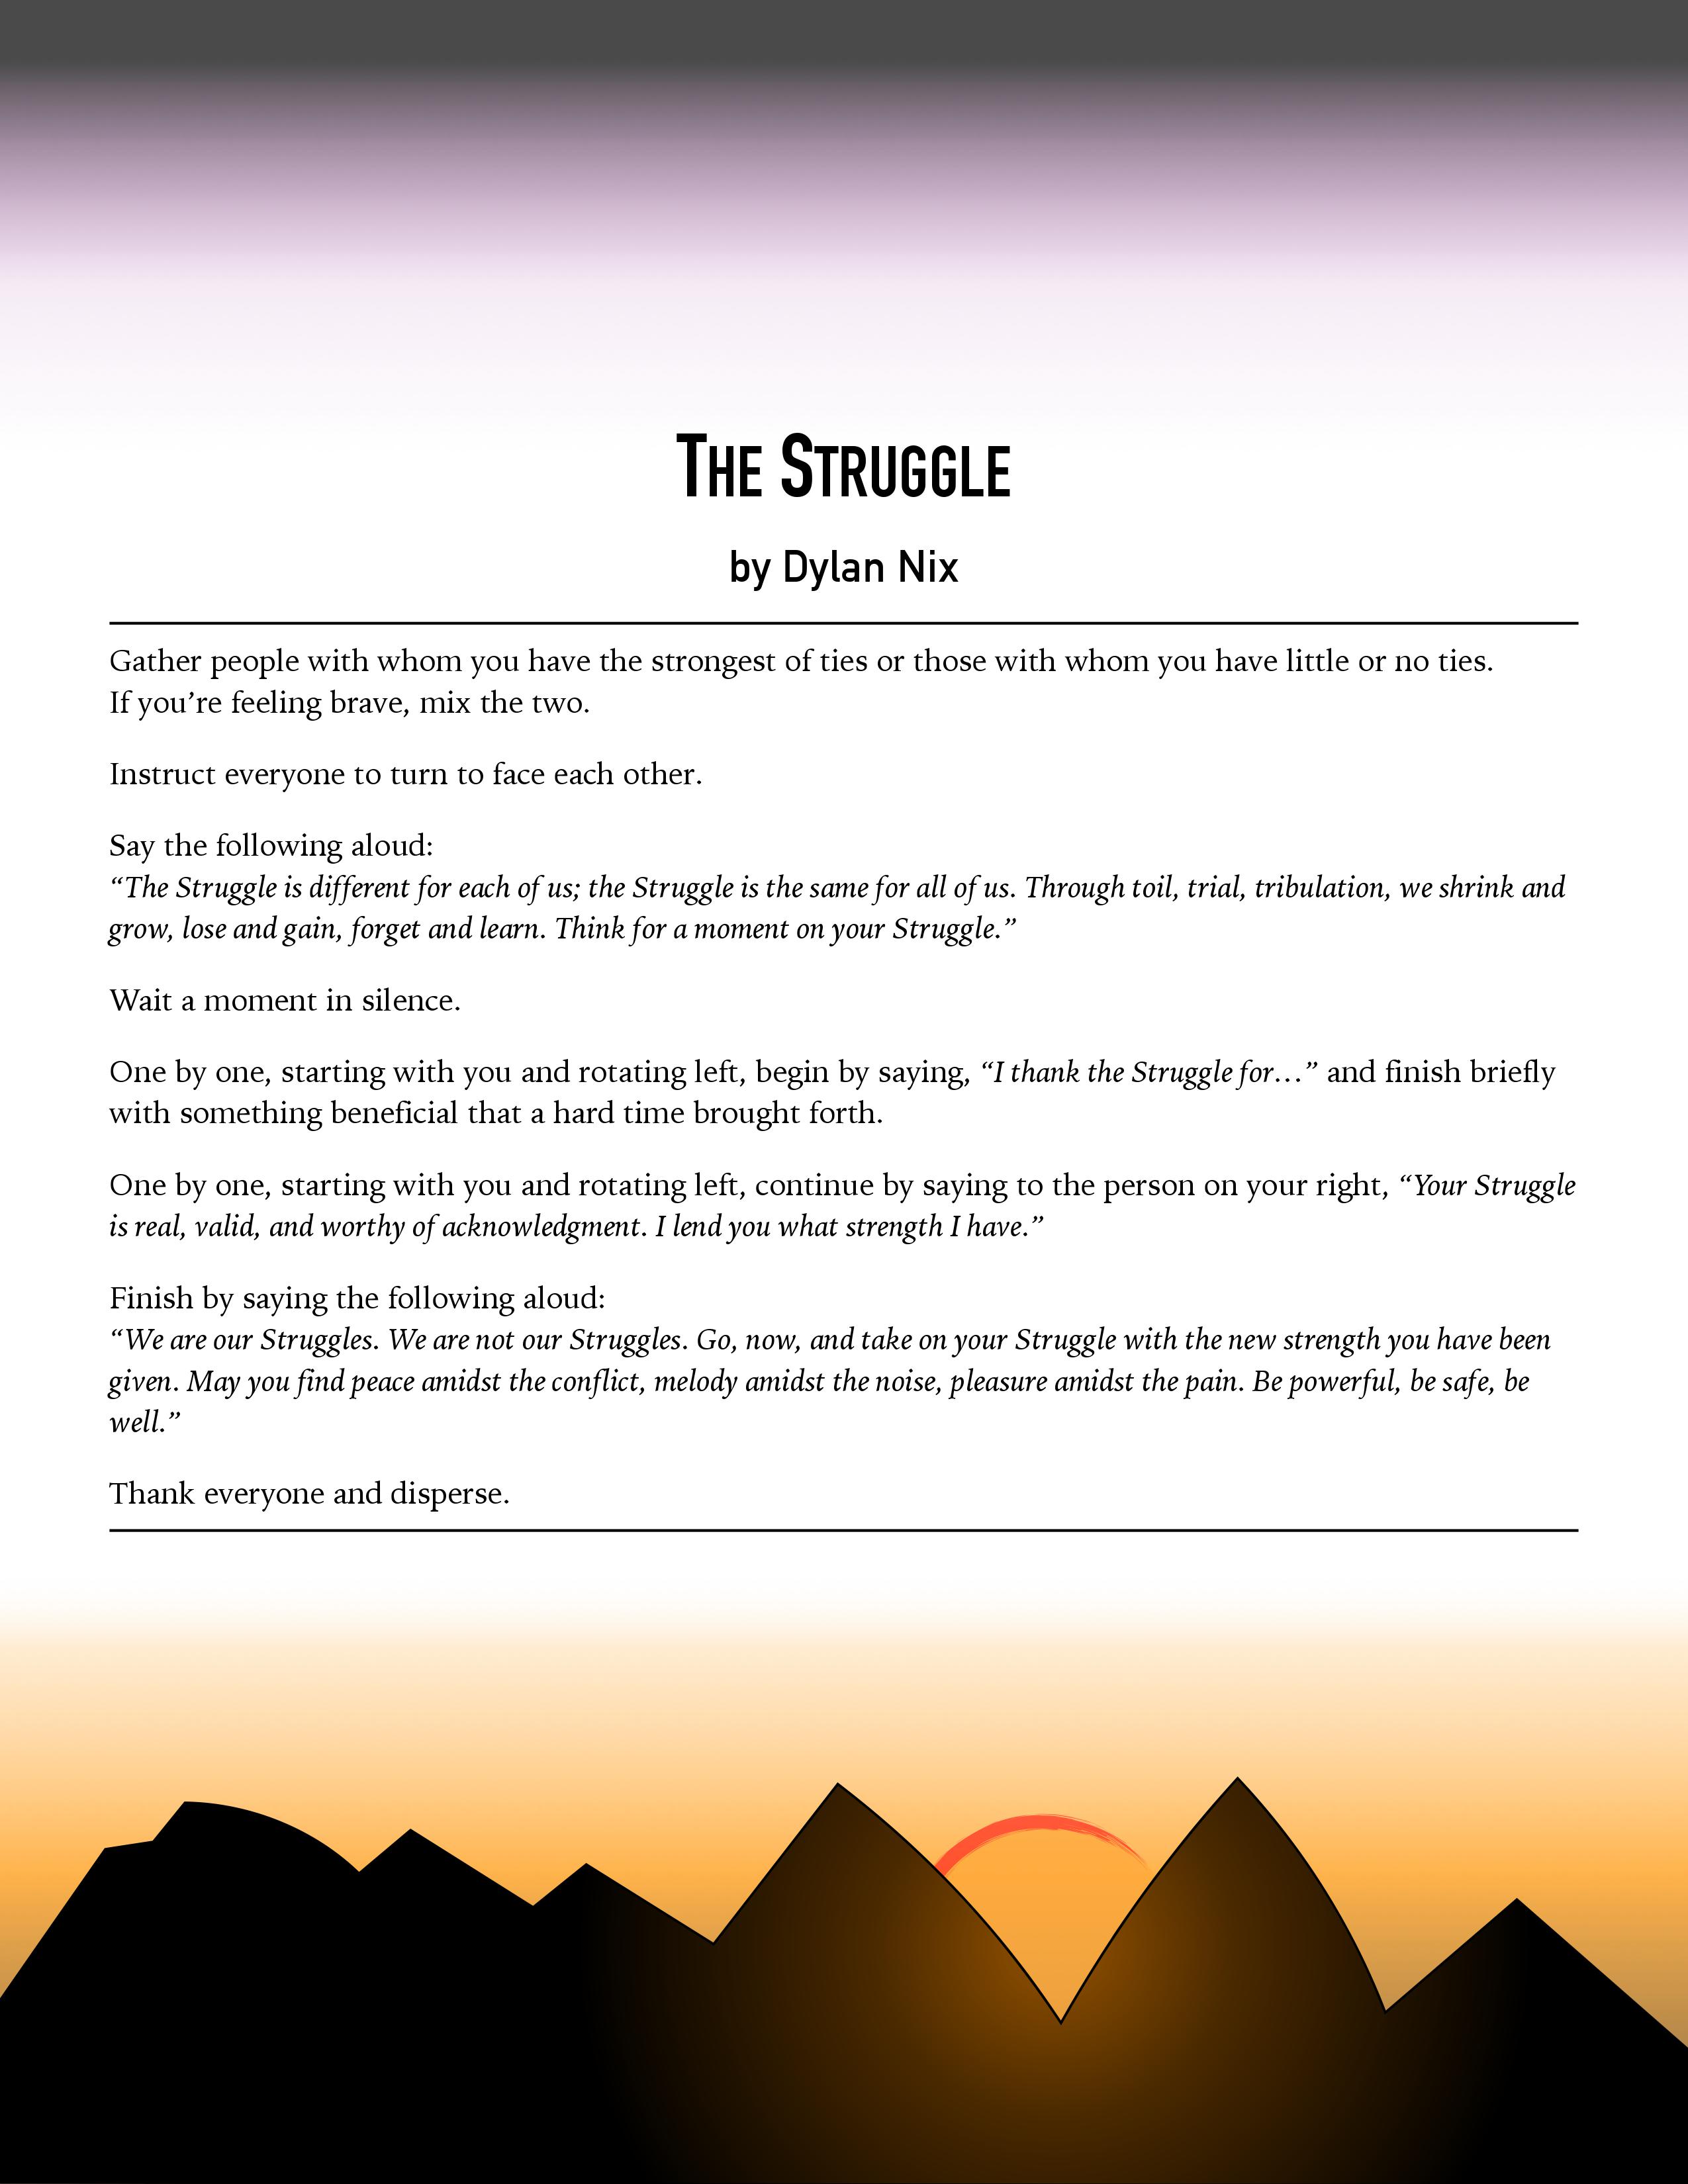 The Struggle
by Dylan Nix
Gather people with whom you have the strongest of ties or those with whom you have little or no ties.
If you’re feeling brave, mix the two.
Instruct everyone to turn to face each other.
Say the following aloud:
“The Struggle is different for each of us; the Struggle is the same for all of us. Through toil, trial, tribulation, we shrink and
grow, lose and gain, forget and learn. Think for a moment on your Struggle.”
Wait a moment in silence.
One by one, starting with you and rotating left, begin by saying, “I thank the Struggle for…” and finish briefly
with something beneficial that a hard time brought forth.
One by one, starting with you and rotating left, continue by saying to the person on your right, “Your Struggle
is real, valid, and worthy of acknowledgment. I lend you what strength I have.”
Finish by saying the following aloud:
“We are our Struggles. We are not our Struggles. Go, now, and take on your Struggle with the new strength you have been
given. May you find peace amidst the conflict, melody amidst the noise, pleasure amidst the pain. Be powerful, be safe, be
well.”
Thank everyone and disperse.